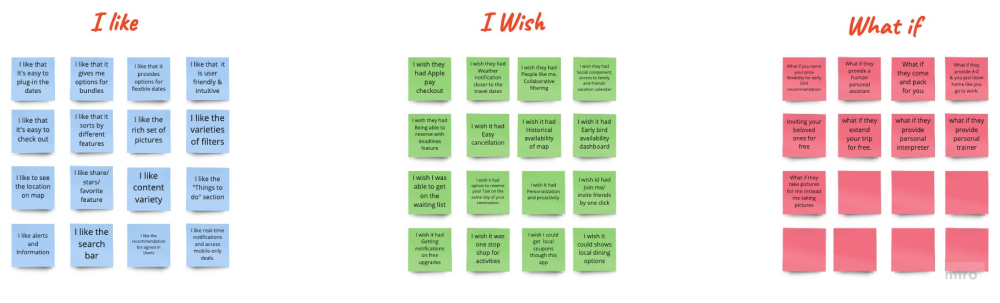 I like
I Wish
What if
I like that
It's easy to
plug-in the
dates
I like that it
gives me
options for
bundles
I like that it
provides
options for
flexible dates
I like that it
is user
friendly &
intuitive
I like that
it's easy to
check out
I like that it
sorts by
different
features
I like the
rich set of
pictures
I like the
varieties
of filters
I like to see
the location
on map
I like share/
stars/
favorite
feature
I like
content
variety
I like the
"Things to
do" section
I like alerts
and
Information
I like the
search
bar
I like the
recommendation
for signed in
Users
I like real-time
notifications
and access
mobile-only
deals.
I wish they
had Apple
pay
checkout
I wish they had
Weather
notification
closer to the
travel dates
I wish they had
People like me,
Collaborative
filtering
I wish they had
Social component,
access to family
and friends'
vacation calendar
I wish they had
Being able to
reserve with
deadlines
feature
I wish it had
Easy
cancellation
I wish it had
Historical
availability
of map
I wish it had
Early bird
availability
dashboard
I wish I was
able to get
on the
waiting list
I wish it had
option to reserve
your Taxi on the
same day of your
reservation
I wish it had
Personalization
and proactivity
I wish id had
Join me/
invite friends
by one click
I wish it had
Getting
notifications
on free
upgrades
I wish it was
one stop
shop for
activities
I wish I could
get local
coupons
though this
app
I wish it
could shows
local dining
options
What if you name
your price
flexibility for early
bird
recommendation
What if they
provide a
human
personal
assistant
What if
they come
and pack
for you
What if they
provide A-Z
& you just leave
home like you
go to work.
Inviting your
beloved
ones for
free
what if they
extend
your trip
for free.
what if they
provide
personal
interpreter
what if they
provide
personal
trainer
What if they
take pictures
for me instead
me taking
pictures
miro